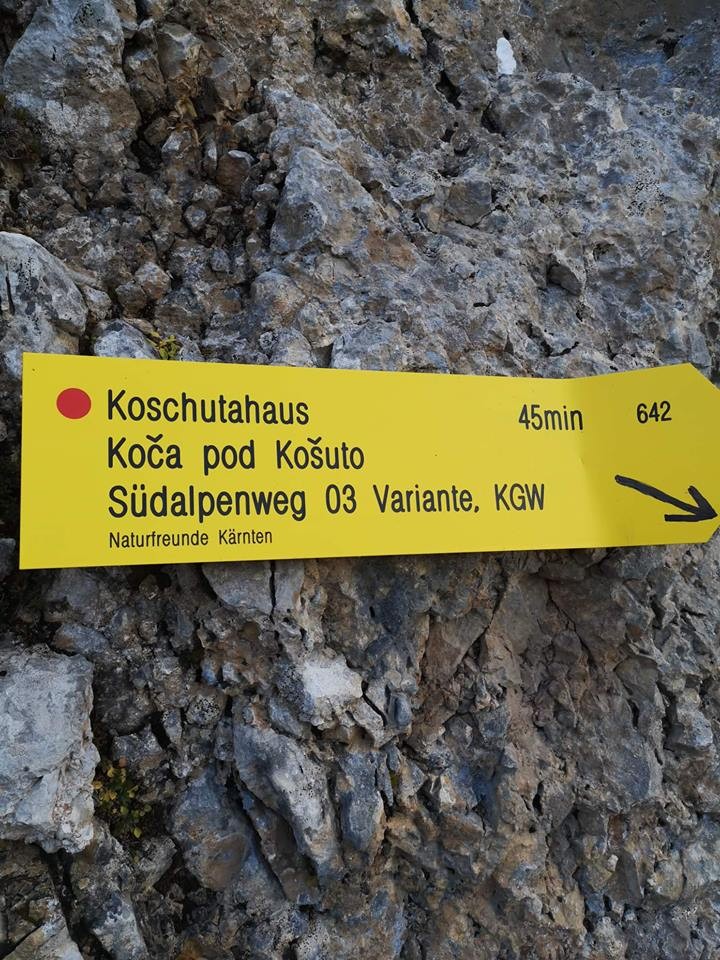 Koschutahaus 45min 642
Koča pod Košuto
Südalpenweg 03 Variante, KGW
Naturfreunde Kärnten